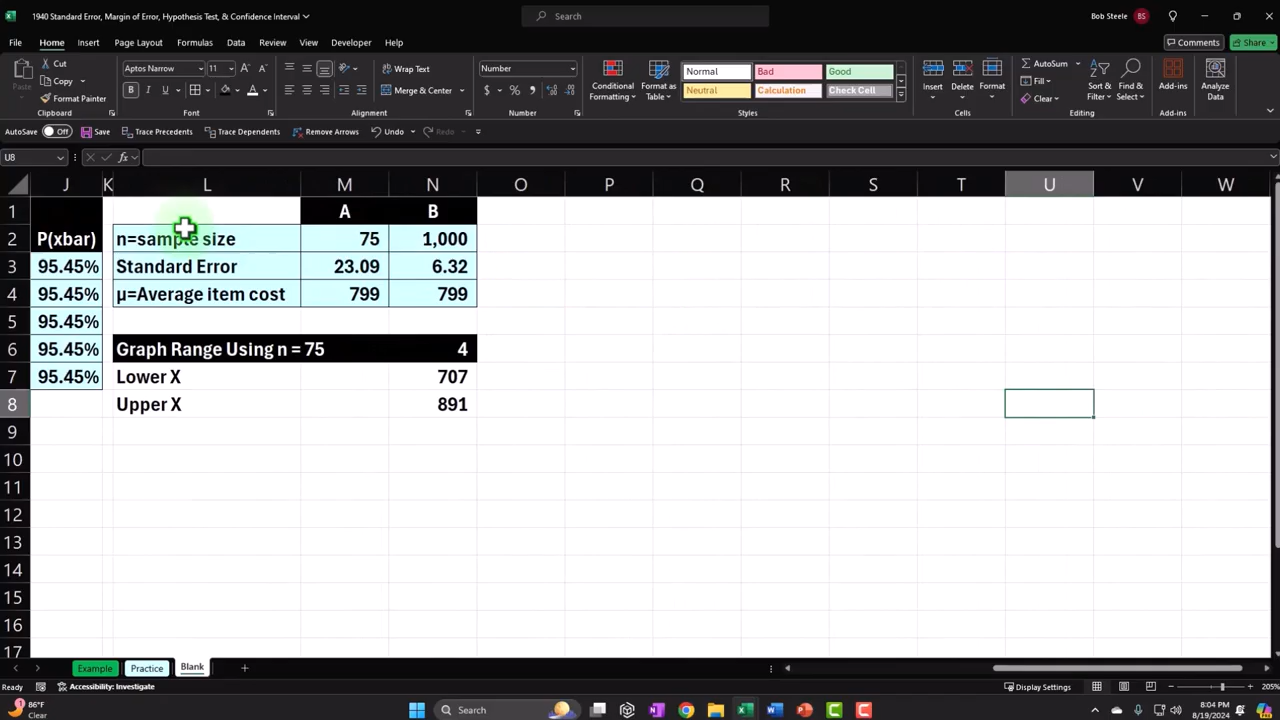 1940 Standard Error, Margin of Error, Hypothesis Test, & Confidence Interval
Search
Bob Steele
BS
File Home Insert Page Layout Formulas Data Review View Developer Help
Comments
Share
Paste
Cut
Copy
Format Painter
Clipboard
Aptos Narrow
11
B I U
Font
Wrap Text
Merge & Center
Alignment
Number
$ % ,
Number
Conditional Formatting
Format as Table
Normal Bad Good
Neutral Calculation Check Cell
Styles
Insert Delete Format
Cells
AutoSum
Fill
Clear
Sort & Filter
Find & Select
Editing
Add-ins
Add-ins
Analyze Data
AutoSave Off Save Trace Precedents Trace Dependents Remove Arrows Undo Redo
U8
fx
J K L M N O P Q R S T U V W
1 A B
2 P(xbar) n=sample size 75 1,000
3 95.45% Standard Error 23.09 6.32
4 95.45% µ=Average item cost 799 799
5 95.45%
6 95.45% Graph Range Using n = 75 4
7 95.45% Lower X 707
8 Upper X 891
9
10
11
12
13
14
15
16
17
Example Practice Blank
Ready Accessibility: Investigate Display Settings 205%
86°F
Clear
Search
8:04 PM
8/19/2024